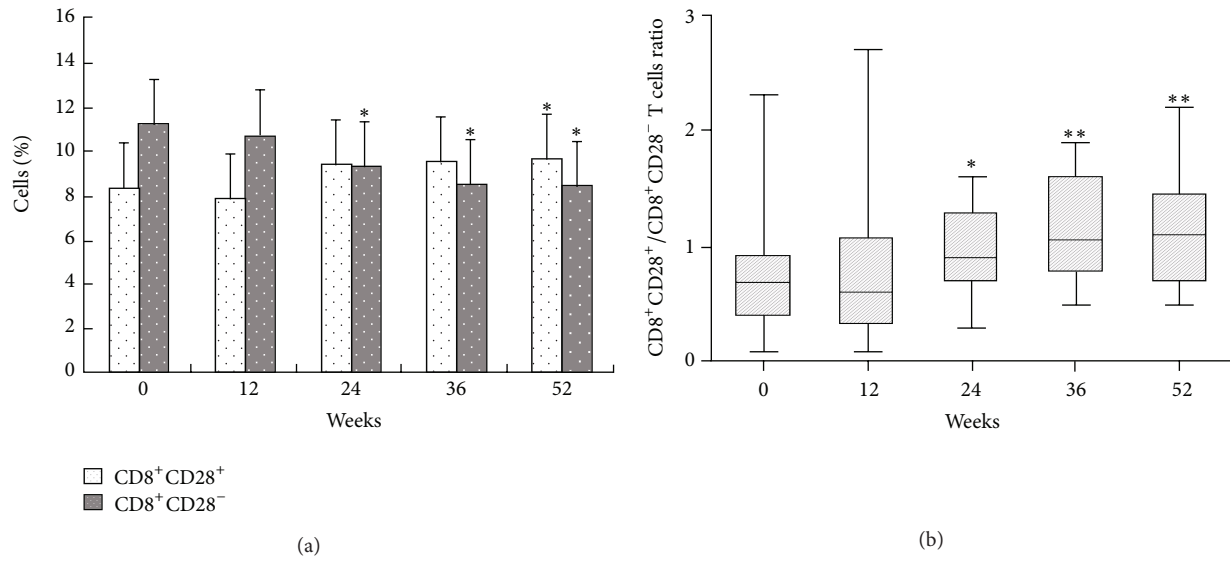 16
14
12
10
8
6
4
2
0
Cells (%)
* * * *
*
0 12 24 36 52
Weeks
CD8⁺CD28⁺
CD8⁺CD28⁻
(a)
3
2
1
0
CD8⁺CD28⁺/CD8⁺CD28⁻ T cells ratio
* ** **
0 12 24 36 52
Weeks
(b)